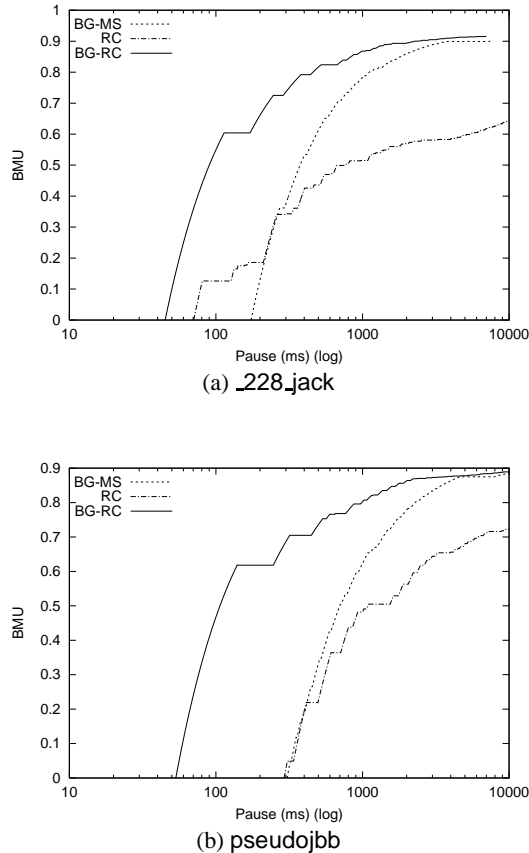 1
0.9
0.8
0.7
0.6
0.5
0.4
0.3
0.2
0.1
0
BMU
BG-MS
RC
BG-RC
10 100 1000 10000
Pause (ms) (log)
(a) _228_jack
0.9
0.8
0.7
0.6
0.5
0.4
0.3
0.2
0.1
0
BMU
BG-MS
RC
BG-RC
10 100 1000 10000
Pause (ms) (log)
(b) pseudojbb